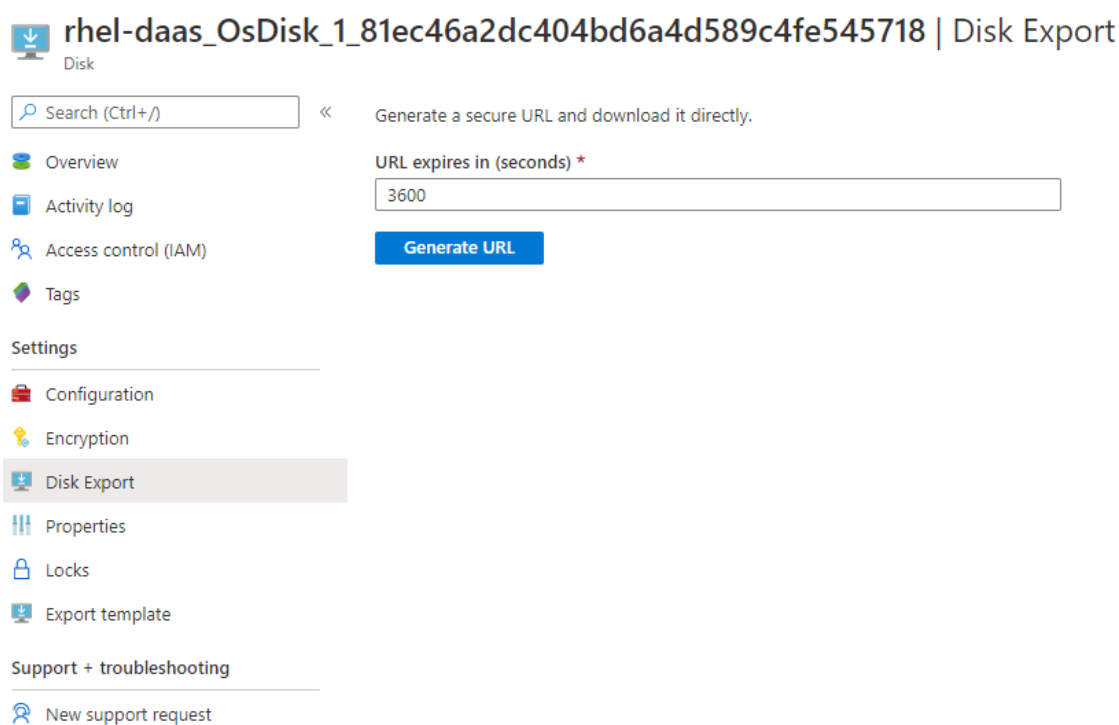 rhel-daas_OsDisk_1_81ec46a2dc404bd6a4d589c4fe545718 | Disk Export
Disk
Search (Ctrl+/)
«
Generate a secure URL and download it directly.
Overview
URL expires in (seconds) *
3600
Activity log
Access control (IAM)
Generate URL
Tags
Settings
Configuration
Encryption
Disk Export
Properties
Locks
Export template
Support + troubleshooting
New support request